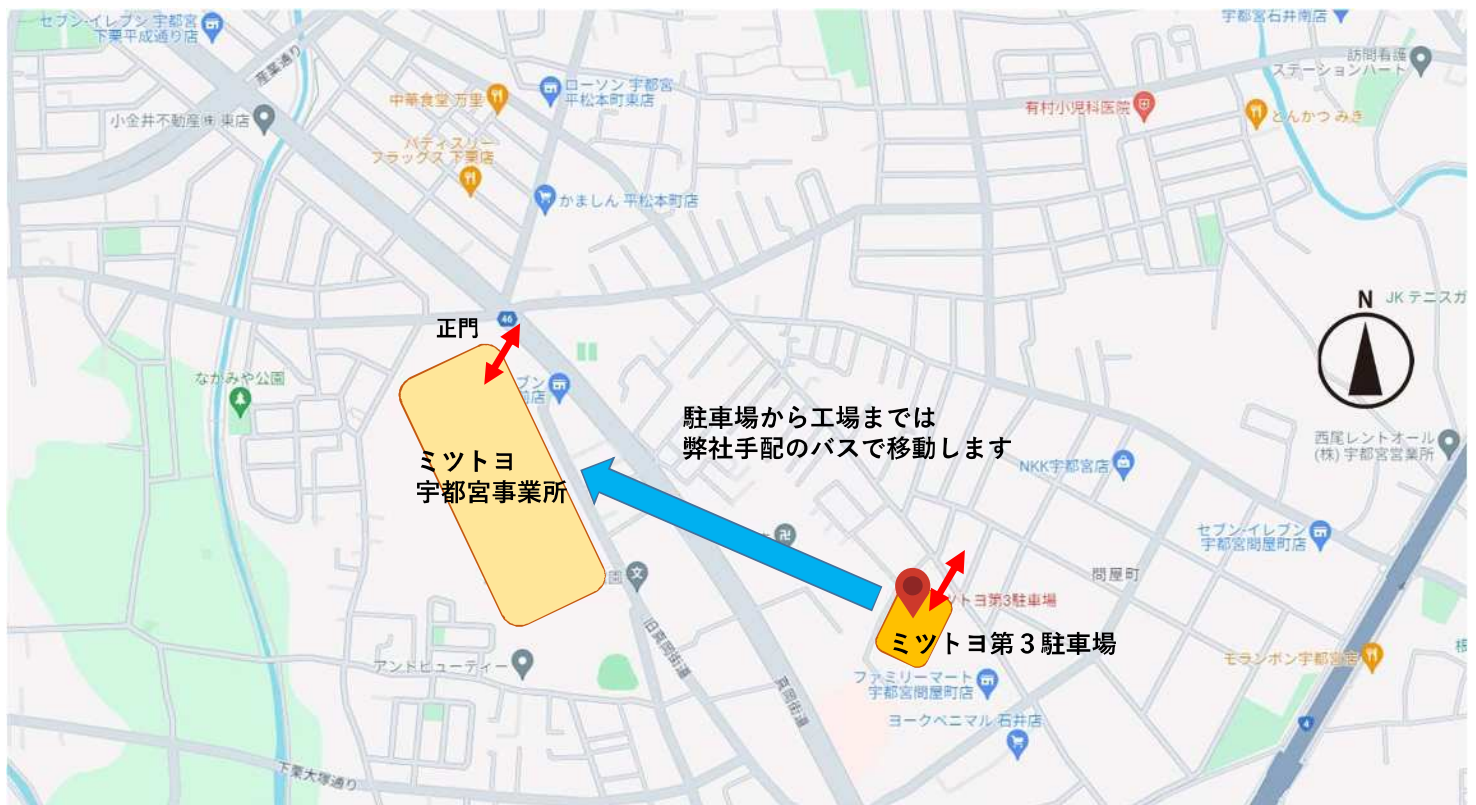 セブン-イレブン 宇都宮
下栗平成通り店
宇都宮石井南店
産業通り
訪問看護
ステーションハート
ローソン 宇都宮
平松本町東店
中華食堂 万里
有村小児科医院
とんかつ みき
小金井不動産㈱ 東店
パティスリー
フラッグス 下栗店
かましん 平松本町店
N
JK テニスガ
正門
46
なかみや公園
ブン
駐車場から工場までは
弊社手配のバスで移動します
西尾レントオール
(株) 宇都宮営業所
ミツトヨ
宇都宮事業所
NKK宇都宮店
セブン-イレブン
宇都宮問屋町店
問屋町
園
ツトヨ第3駐車場
ミツトヨ第３駐車場
旧真岡街道
アンドビューティー
モランボン宇都宮
ファミリーマート
宇都宮問屋町店
真岡街道
ヨークベニマル 石井店
4
下栗大塚通り